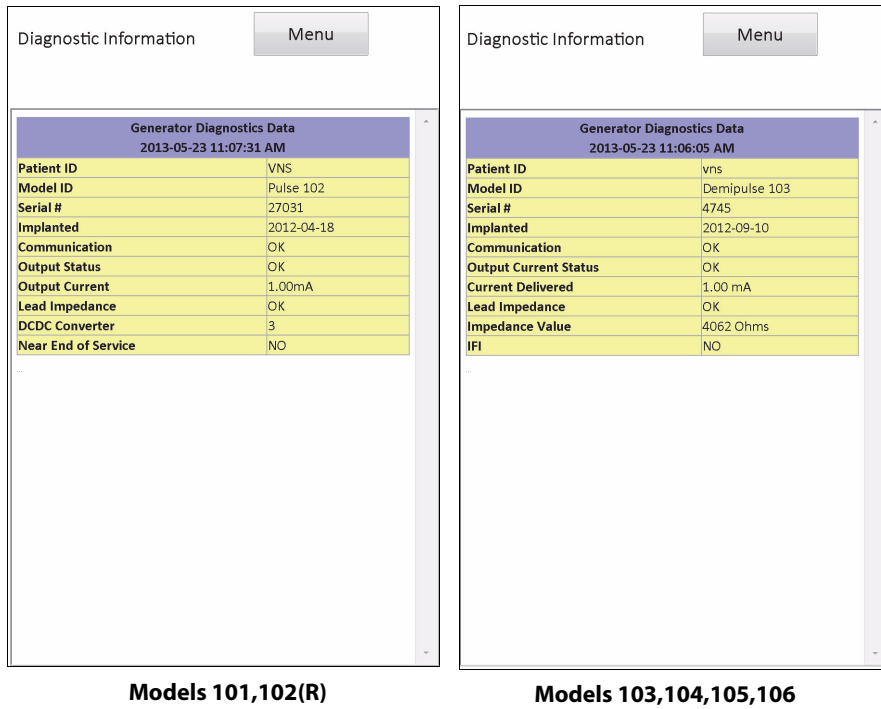 Diagnostic Information
Menu
Generator Diagnostics Data
2013-05-23 11:07:31 AM
Patient ID VNS
Model ID Pulse 102
Serial # 27031
Implanted 2012-04-18
Communication OK
Output Status OK
Output Current 1.00mA
Lead Impedance OK
DCDC Converter 3
Near End of Service NO
...
Models 101,102(R)
Diagnostic Information
Menu
Generator Diagnostics Data
2013-05-23 11:06:05 AM
Patient ID vns
Model ID Demipulse 103
Serial # 4745
Implanted 2012-09-10
Communication OK
Output Current Status OK
Current Delivered 1.00 mA
Lead Impedance OK
Impedance Value 4062 Ohms
IFI NO
...
Models 103,104,105,106